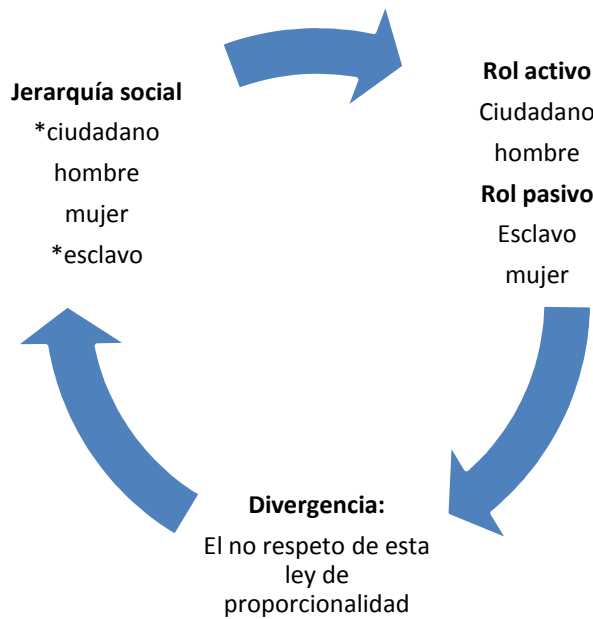 Jerarquía social
*ciudadano
hombre
mujer
*esclavo
Rol activo
Ciudadano
hombre
Rol pasivo
Esclavo
mujer
Divergencia:
El no respeto de esta
ley de
proporcionalidad